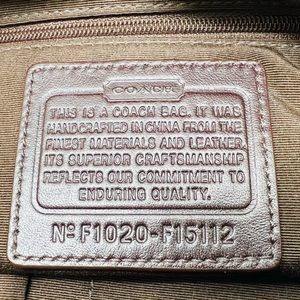 COACH
THIS IS A COACH BAG. IT WAS
HANDCRAFTED IN CHINA FROM THE
FINEST MATERIALS AND LEATHER.
ITS SUPERIOR CRAFTSMANSHIP
REFLECTS OUR COMMITMENT TO
ENDURING QUALITY.
Nº F1020-F15112